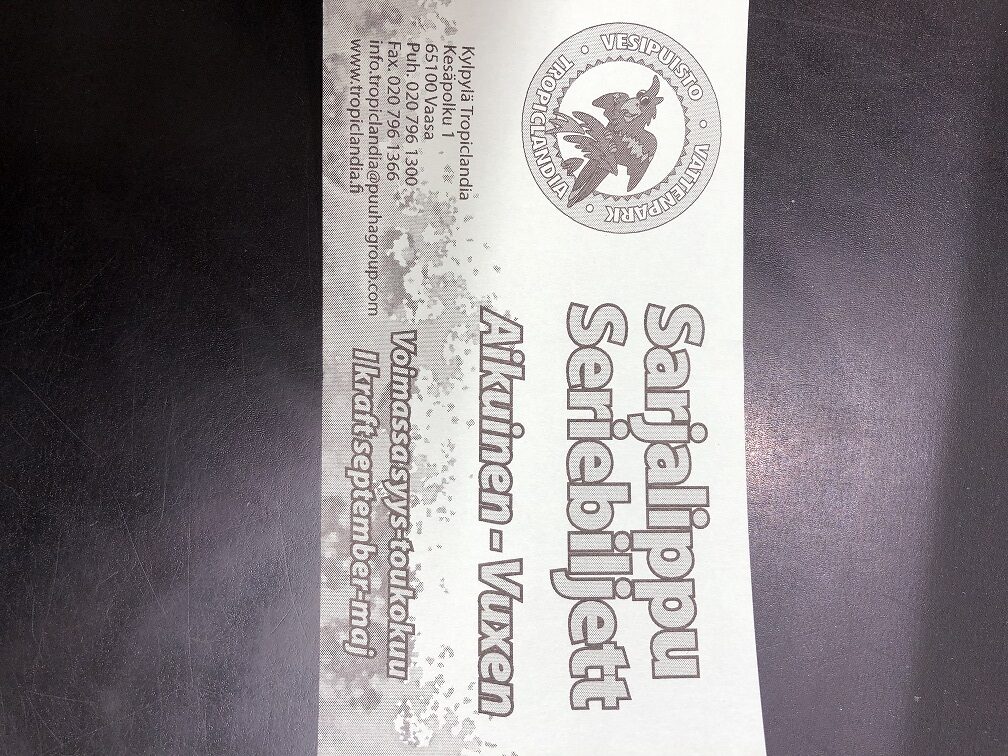 VESIPUISTO • VATTENPARK • TROPICLANDIA •
Sarjalippu
Seriebiljett
Aikuinen - Vuxen
Voimassa syys-toukokuu
I kraft september-maj
Kylpylä Tropiclandia
Kesäpolku 1
65100 Vaasa
Puh. 020 796 1300
Fax. 020 796 1366
info.tropiclandia@puuhagroup.com
www.tropiclandia.fi